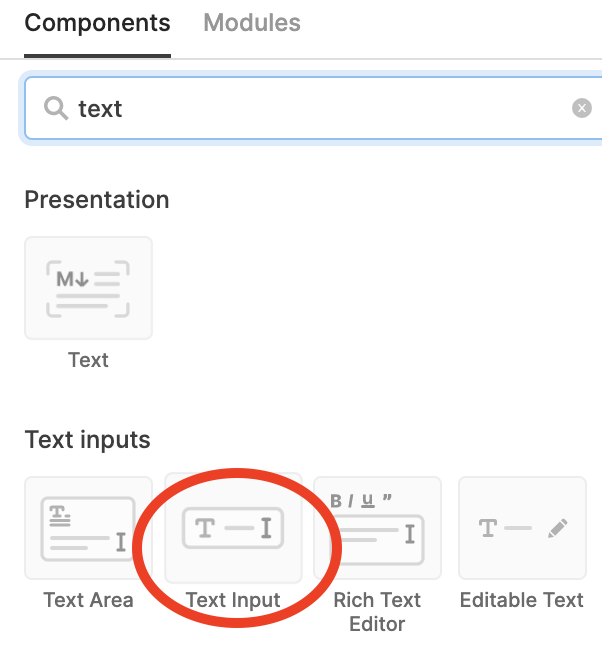 Components Modules
text
Presentation
M↓
Text
Text inputs
T T I B I U ” T
I I
Text Area Text Input Rich Text Editable Text
Editor